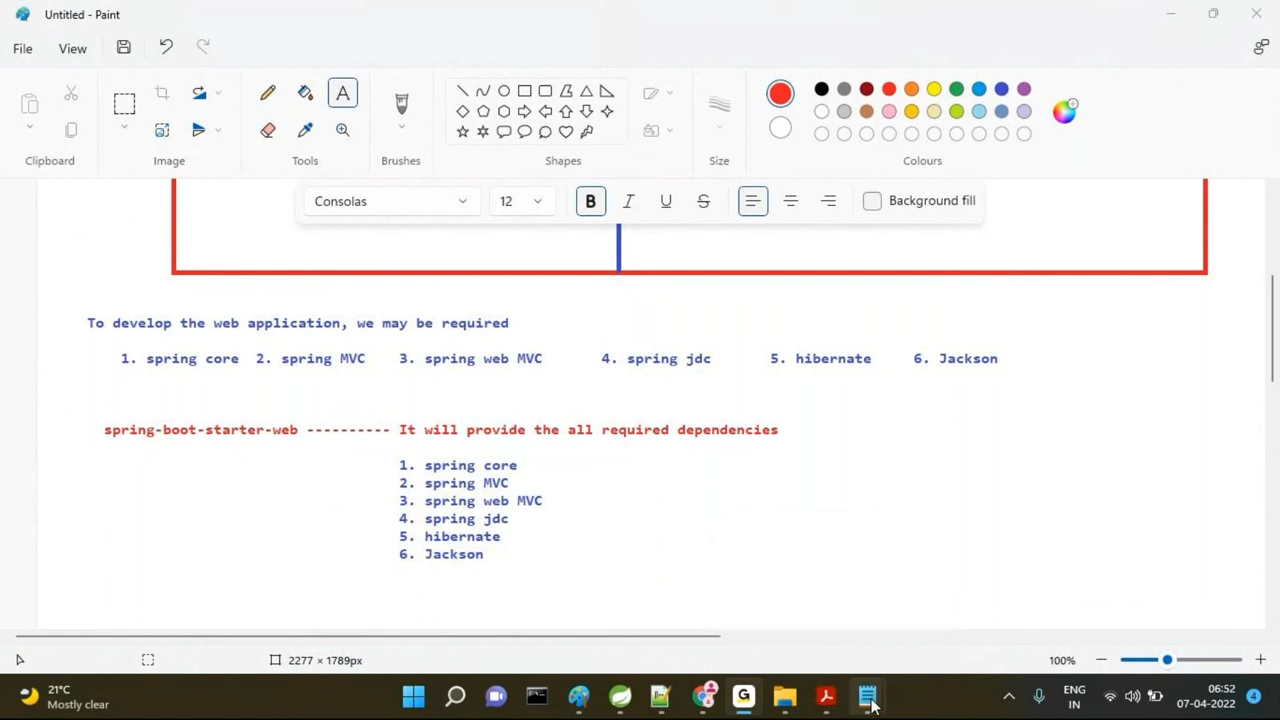 Untitled - Paint
File View
Clipboard Image Tools Brushes Shapes Size Colours
Consolas 12 B I U S Background fill
To develop the web application, we may be required
1. spring core 2. spring MVC 3. spring web MVC 4. spring jdc 5. hibernate 6. Jackson
spring-boot-starter-web ---------- It will provide the all required dependencies
1. spring core
2. spring MVC
3. spring web MVC
4. spring jdc
5. hibernate
6. Jackson
2277 × 1789px 100%
21°C
Mostly clear
ENG
IN
06:52
07-04-2022
4